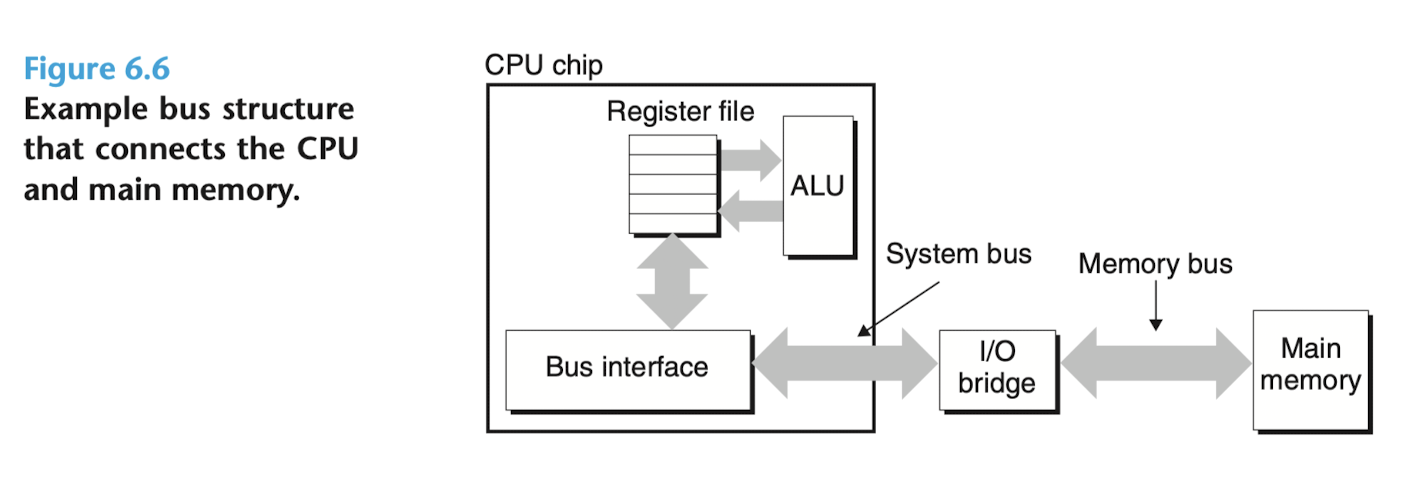 Figure 6.6
Example bus structure
that connects the CPU
and main memory.
CPU chip
Register file
ALU
System bus
Memory bus
Bus interface
I/O
bridge
Main
memory